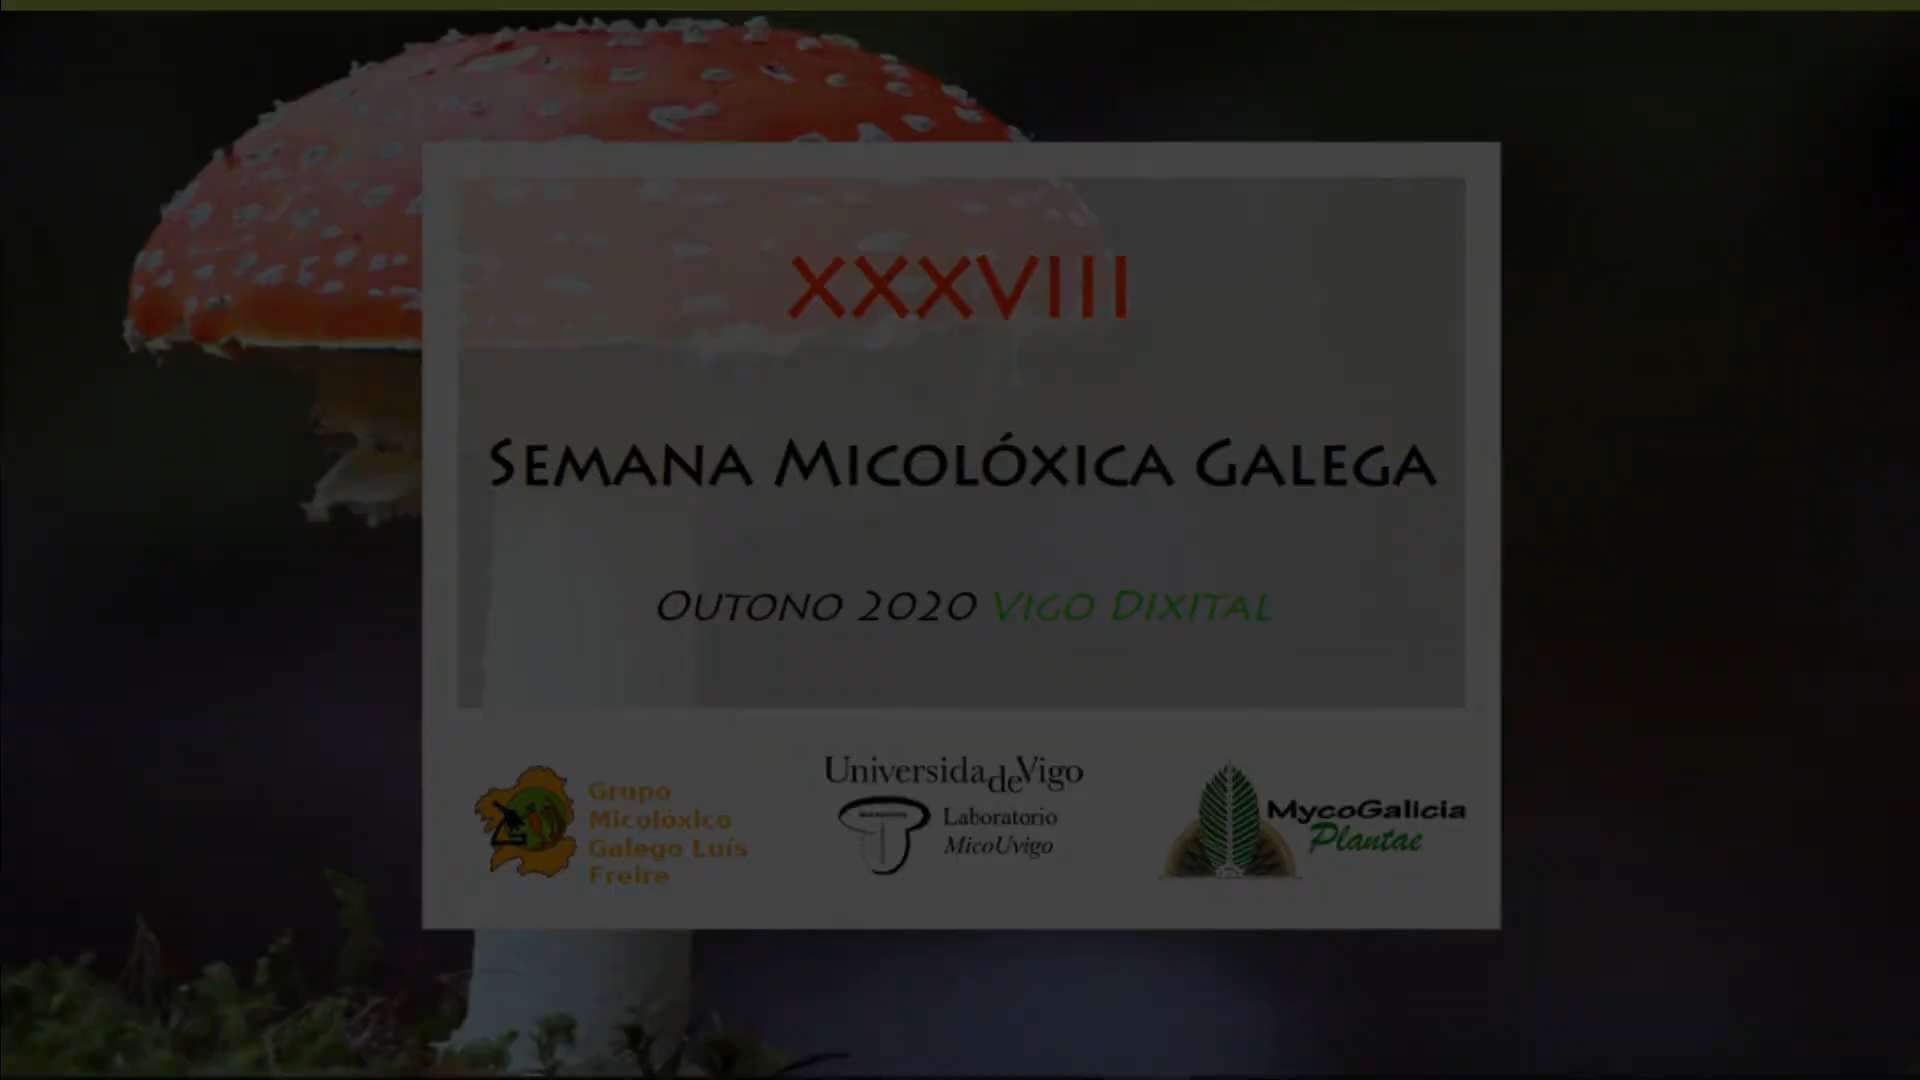 XXXVIII
SEMANA MICOLÓXICA GALEGA
OUTONO 2020 VIGO DIXITAL
Grupo
Micolóxico
Galego Luís
Freire
UniversidadeVigo
Laboratorio
MicoUvigo
MycoGalicia
Plantae